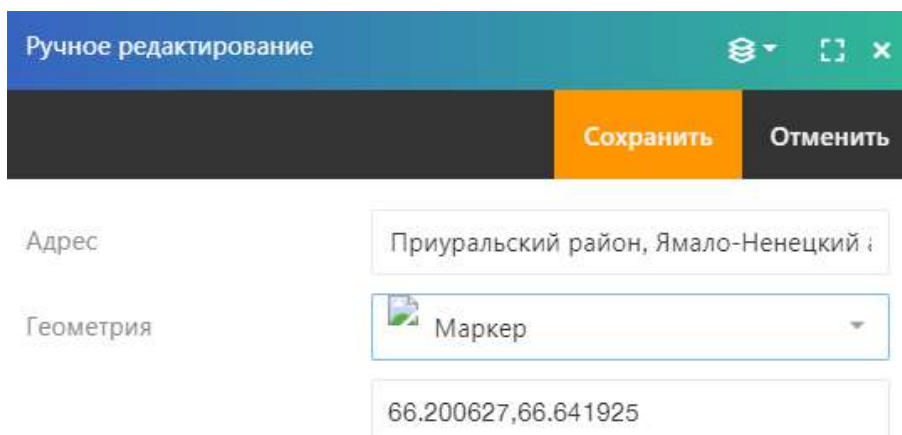 Ручное редактирование
Сохранить Отменить
Адрес Приуральский район, Ямало-Ненецкий
Геометрия Маркер
66.200627,66.641925